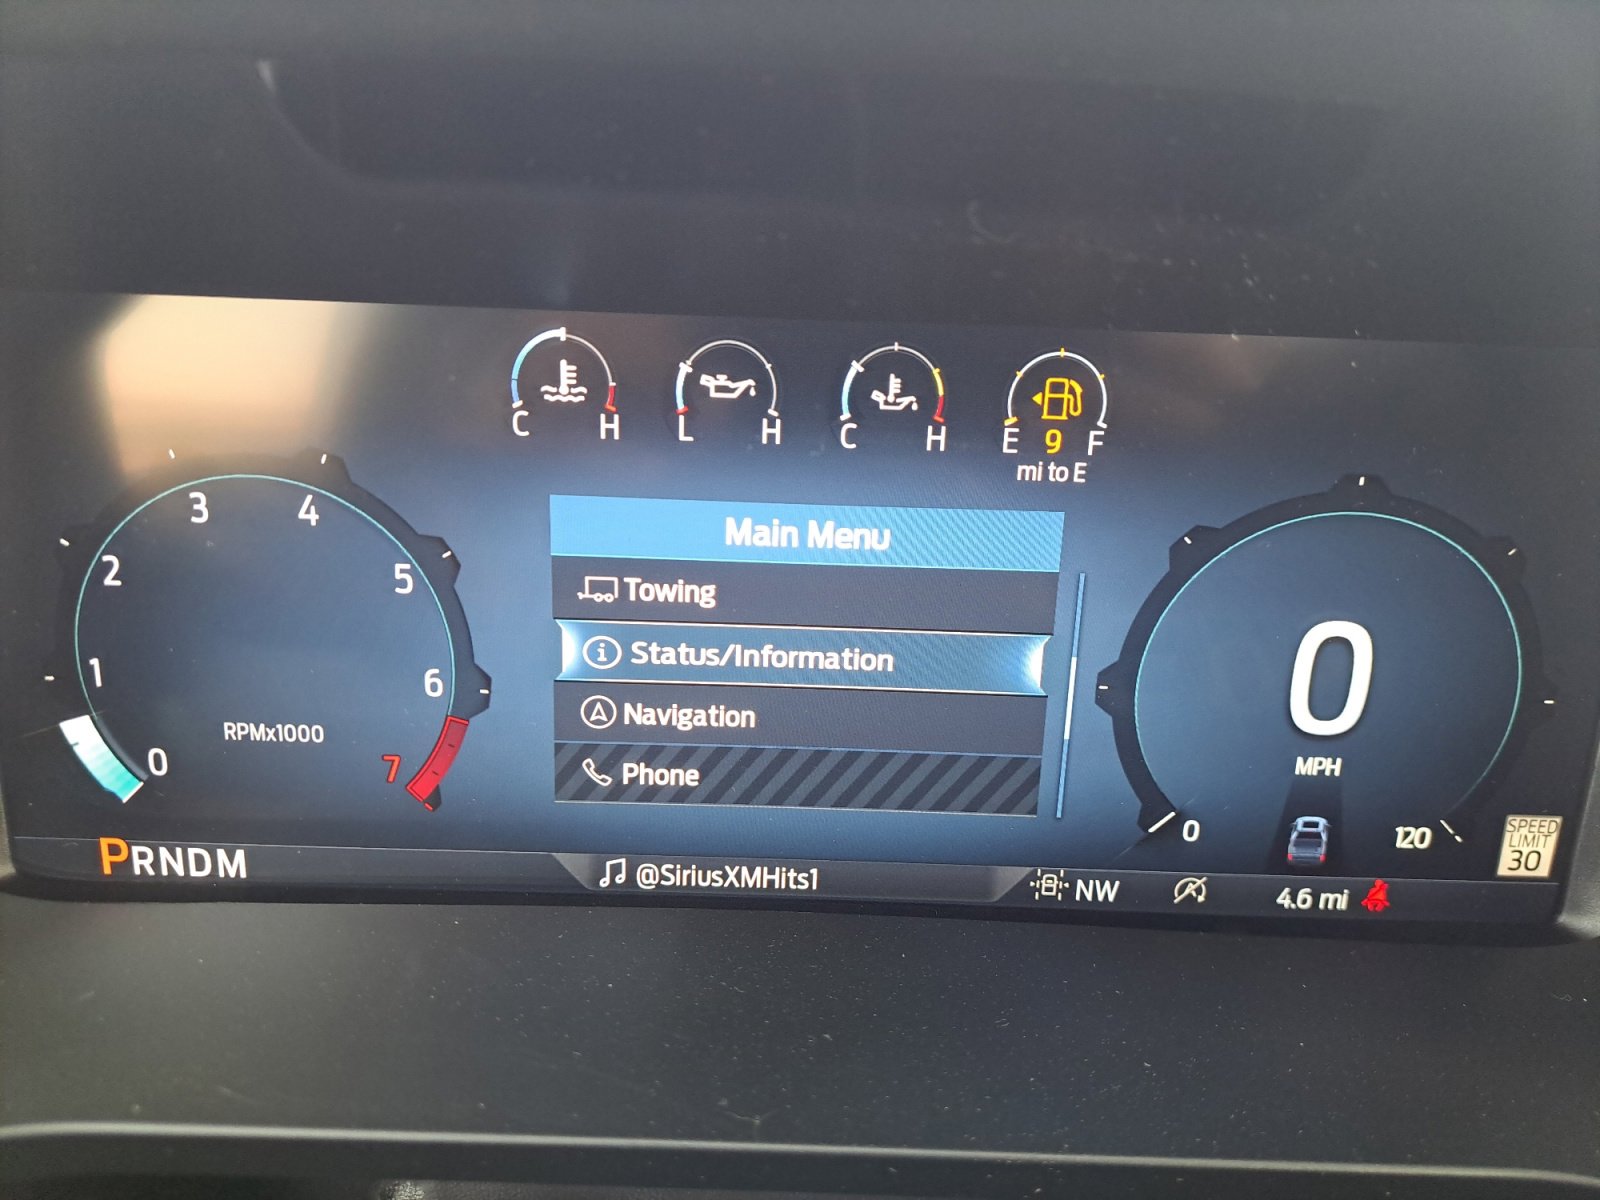 C H
L H
C H
E 9 F
mi to E
Main Menu
Towing
Status/Information
Navigation
Phone
0
1
2
3
4
5
6
7
RPMx1000
0
MPH
0
120
SPEED
LIMIT
30
PRNDM
@SiriusXMHits1
NW
4.6 mi